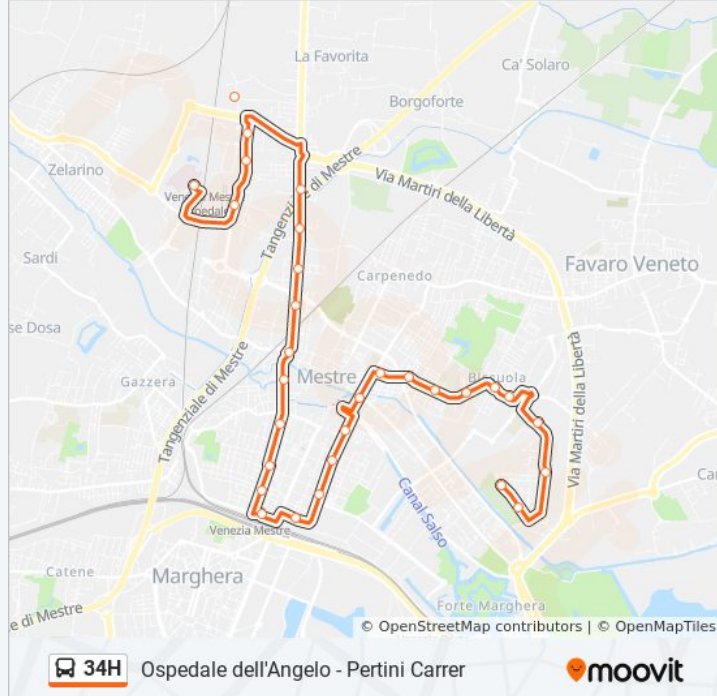 La Favorita
Ca' Solaro
Borgoforte
Zelarino
Via Martiri della Libertà
Tangenziale di Mestre
Sardi
Carpenedo
Favaro Veneto
se Dosa
Gazzera
Mestre
Bissuola
Tangenziale di Mestre
Via Martiri della Libertà
Canal Salso
Venezia Mestre
Catene
Marghera
Forte Marghera
e di Mestre
© OpenStreetMap contributors | © OpenMapTiles
34H Ospedale dell'Angelo - Pertini Carrer
moovit